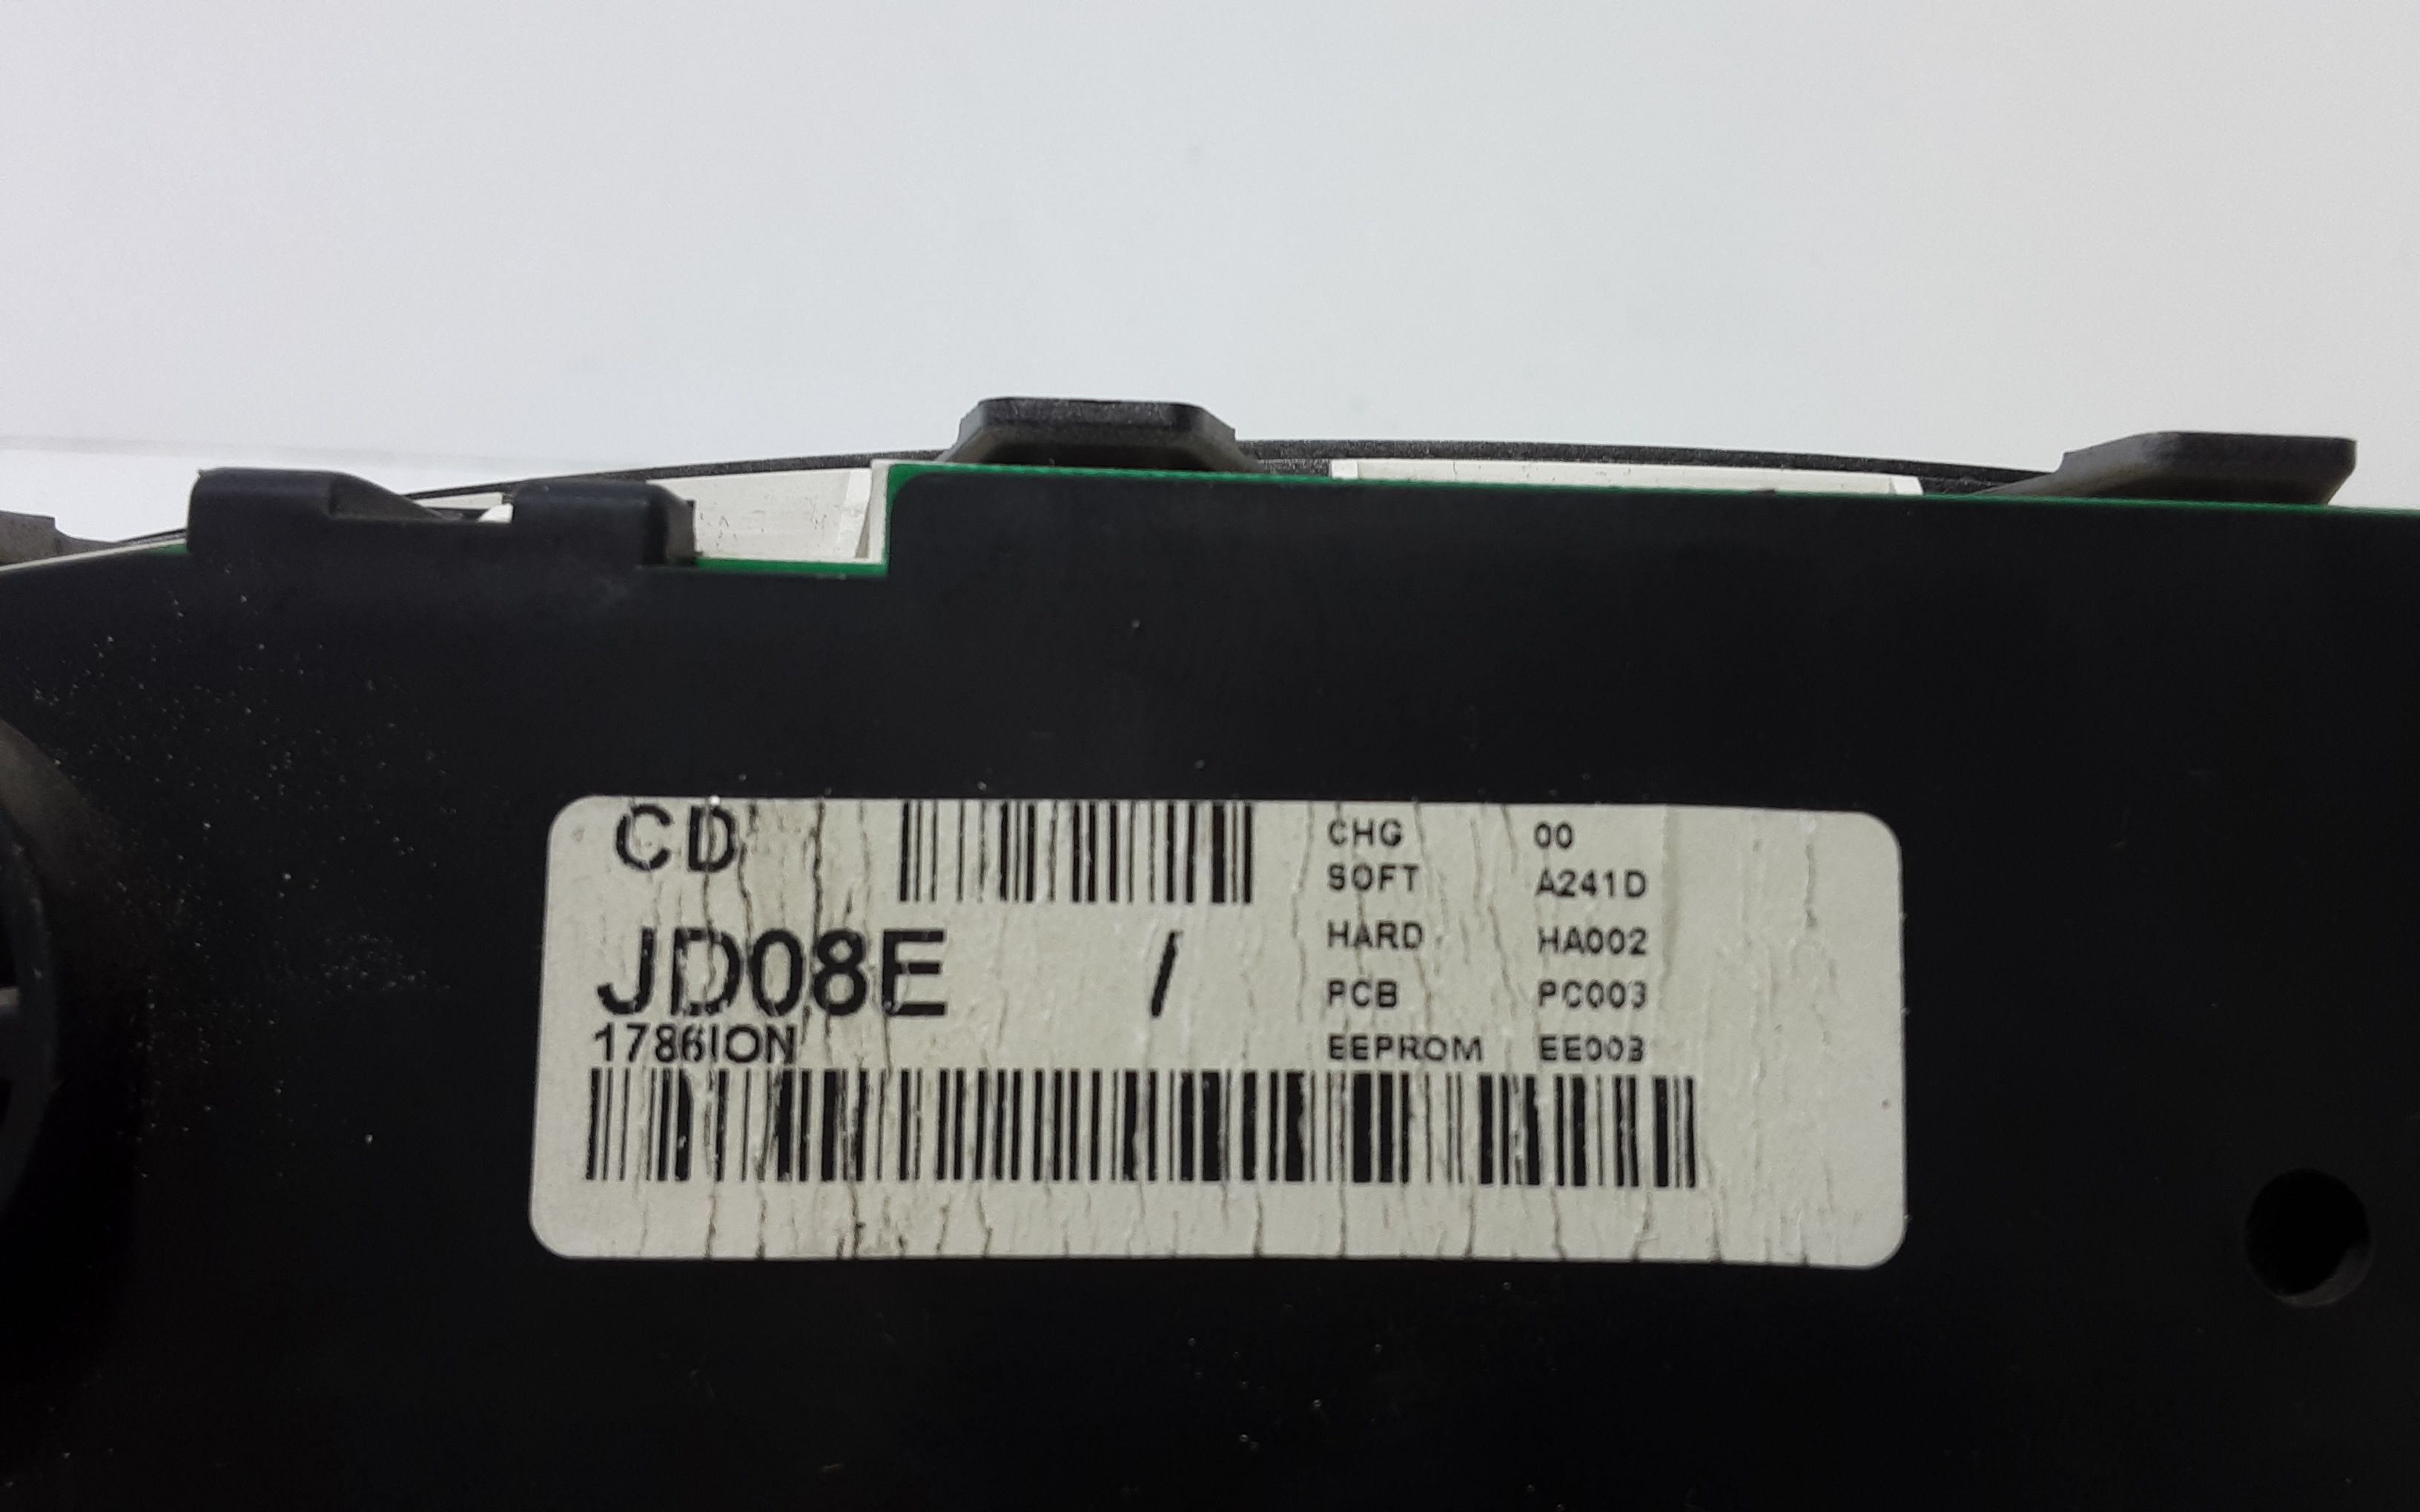 CD
JD08E /
1786ION
CHG 00
SOFT A241D
HARD HA002
PCB PC003
EEPROM EE003